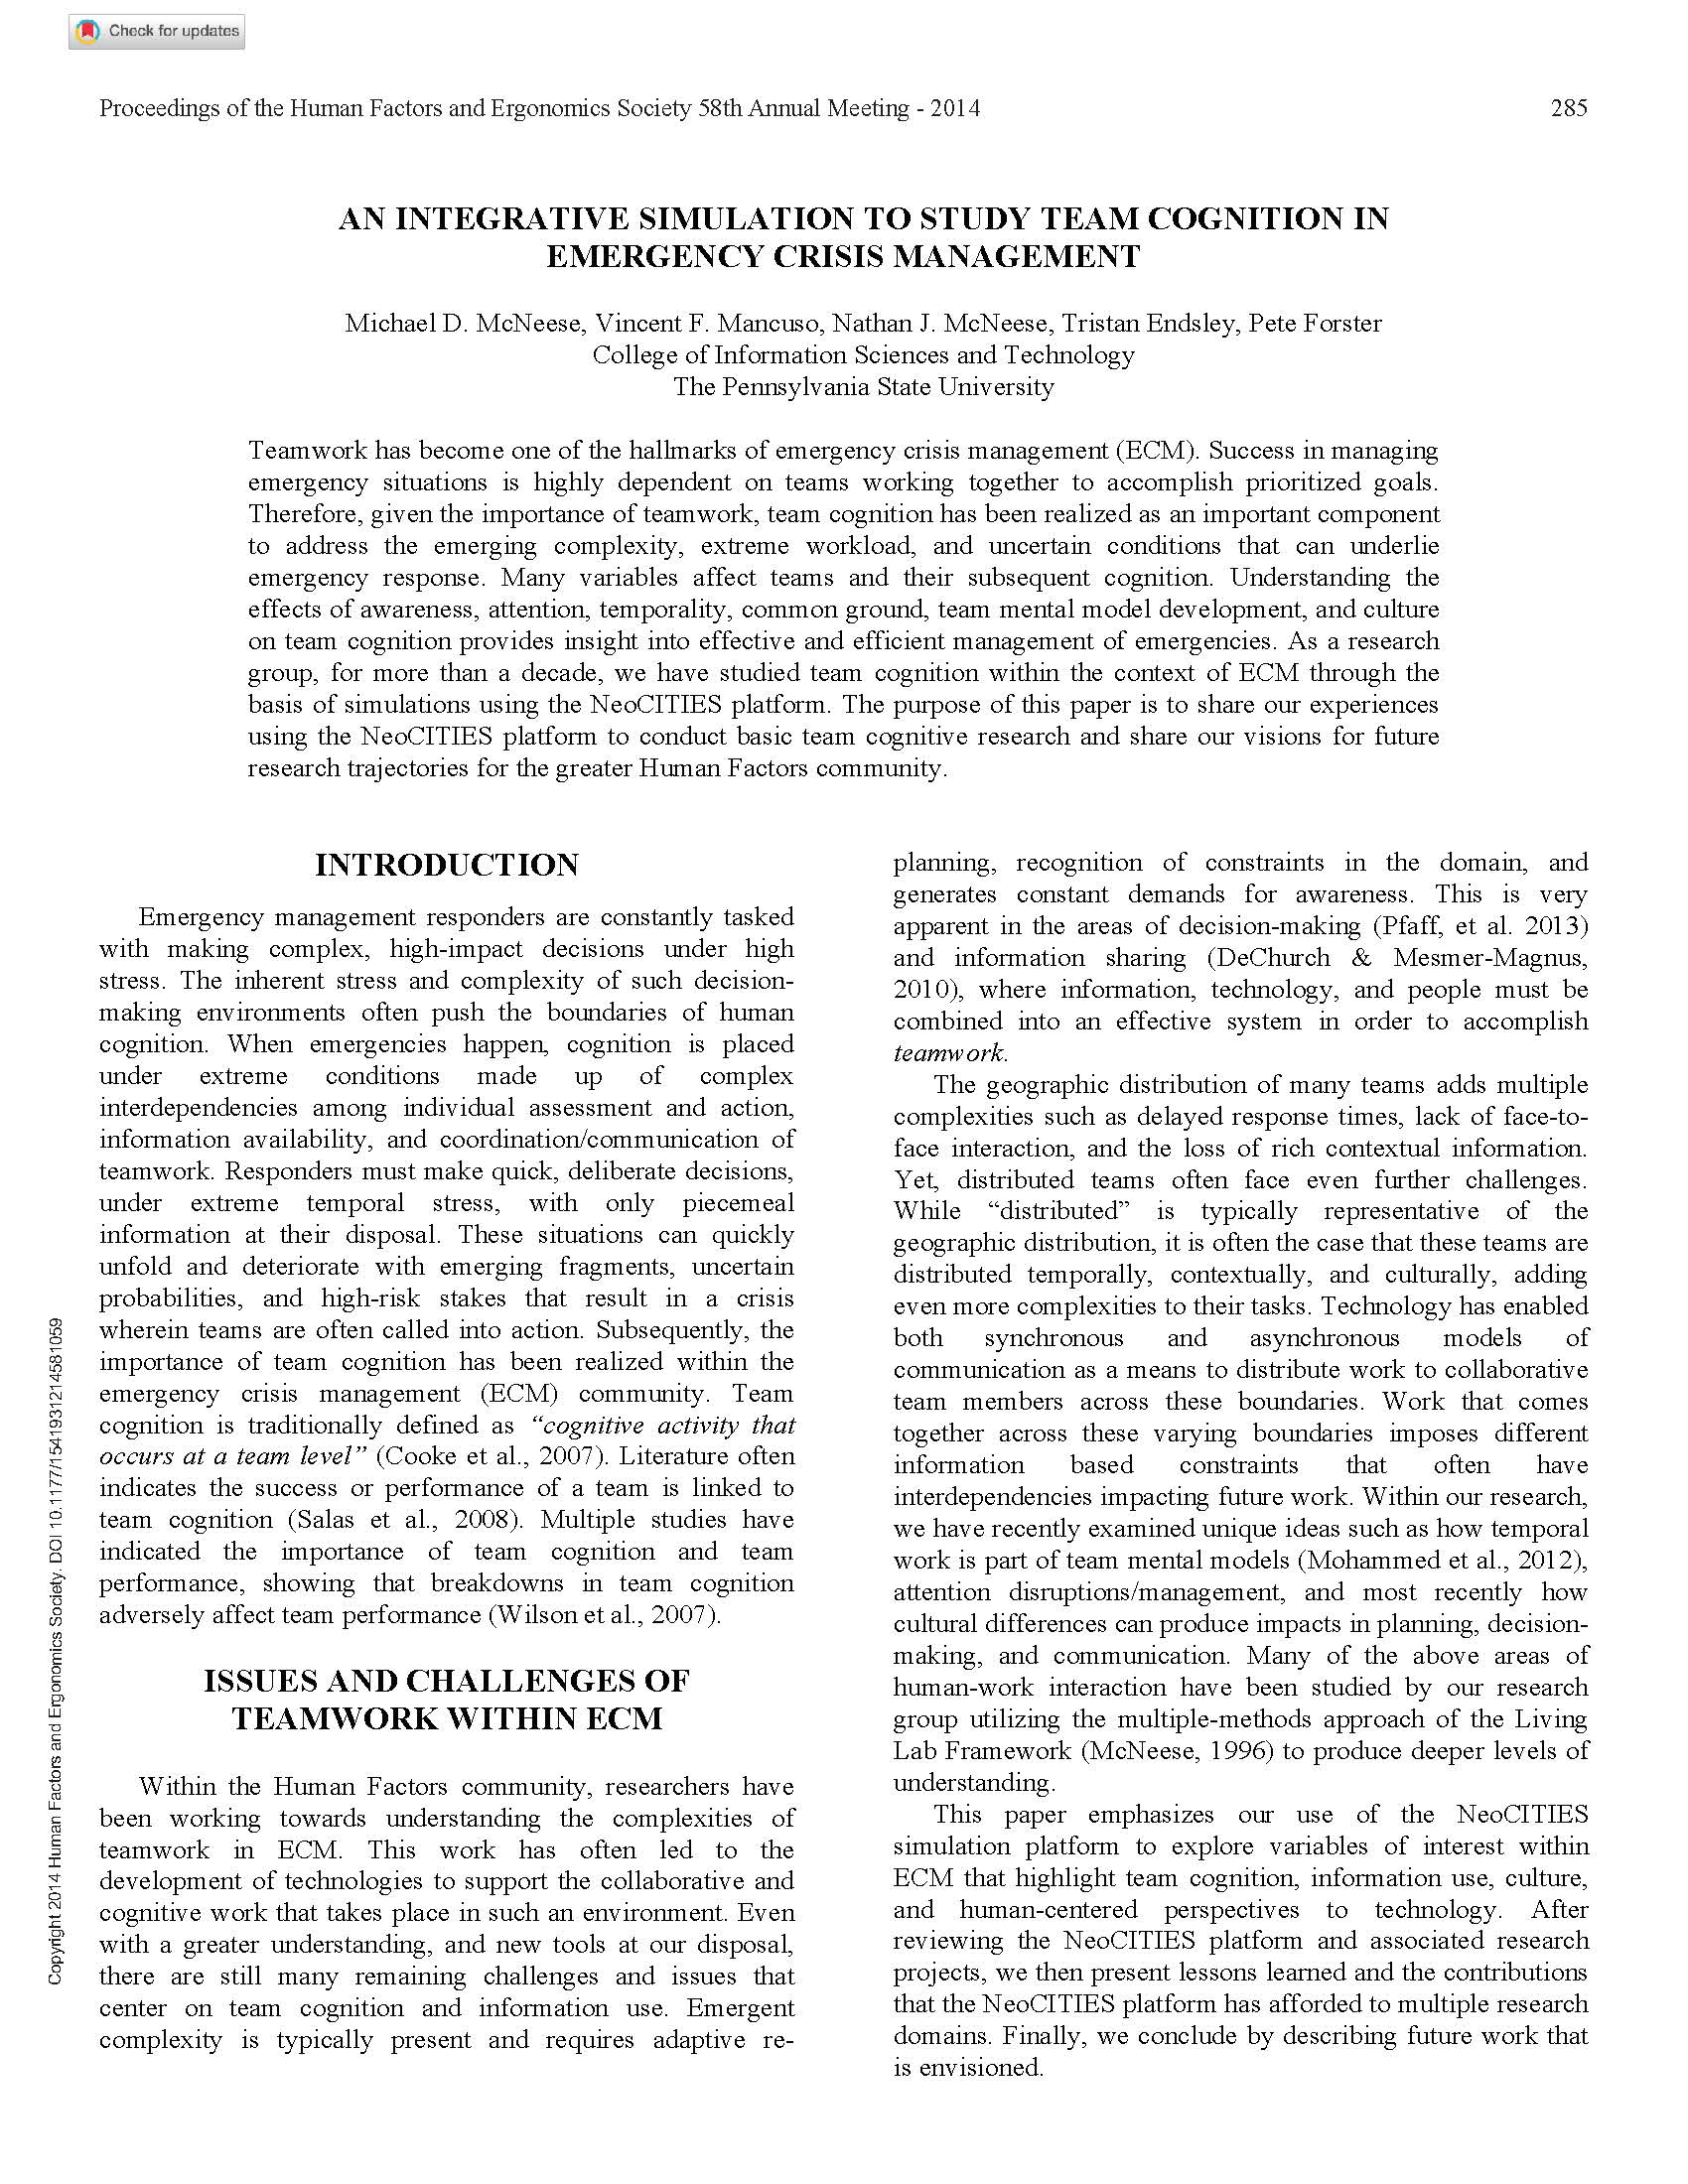 Check for updates
Proceedings of the Human Factors and Ergonomics Society 58th Annual Meeting - 2014
285
AN INTEGRATIVE SIMULATION TO STUDY TEAM COGNITION IN
EMERGENCY CRISIS MANAGEMENT
Michael D. McNeese, Vincent F. Mancuso, Nathan J. McNeese, Tristan Endsley, Pete Forster
College of Information Sciences and Technology
The Pennsylvania State University
Teamwork has become one of the hallmarks of emergency crisis management (ECM). Success in managing
emergency situations is highly dependent on teams working together to accomplish prioritized goals.
Therefore, given the importance of teamwork, team cognition has been realized as an important component
to address the emerging complexity, extreme workload, and uncertain conditions that can underlie
emergency response. Many variables affect teams and their subsequent cognition. Understanding the
effects of awareness, attention, temporality, common ground, team mental model development, and culture
on team cognition provides insight into effective and efficient management of emergencies. As a research
group, for more than a decade, we have studied team cognition within the context of ECM through the
basis of simulations using the NeoCITIES platform. The purpose of this paper is to share our experiences
using the NeoCITIES platform to conduct basic team cognitive research and share our visions for future
research trajectories for the greater Human Factors community.
INTRODUCTION
Emergency management responders are constantly tasked
with making complex, high-impact decisions under high
stress. The inherent stress and complexity of such decision-
making environments often push the boundaries of human
cognition. When emergencies happen, cognition is placed
under extreme conditions made up of complex
interdependencies among individual assessment and action,
information availability, and coordination/communication of
teamwork. Responders must make quick, deliberate decisions,
under extreme temporal stress, with only piecemeal
information at their disposal. These situations can quickly
unfold and deteriorate with emerging fragments, uncertain
probabilities, and high-risk stakes that result in a crisis
wherein teams are often called into action. Subsequently, the
importance of team cognition has been realized within the
emergency crisis management (ECM) community. Team
cognition is traditionally defined as “cognitive activity that
occurs at a team level” (Cooke et al., 2007). Literature often
indicates the success or performance of a team is linked to
team cognition (Salas et al., 2008). Multiple studies have
indicated the importance of team cognition and team
performance, showing that breakdowns in team cognition
adversely affect team performance (Wilson et al., 2007).
ISSUES AND CHALLENGES OF
TEAMWORK WITHIN ECM
Within the Human Factors community, researchers have
been working towards understanding the complexities of
teamwork in ECM. This work has often led to the
development of technologies to support the collaborative and
cognitive work that takes place in such an environment. Even
with a greater understanding, and new tools at our disposal,
there are still many remaining challenges and issues that
center on team cognition and information use. Emergent
complexity is typically present and requires adaptive re-
planning, recognition of constraints in the domain, and
generates constant demands for awareness. This is very
apparent in the areas of decision-making (Pfaff, et al. 2013)
and information sharing (DeChurch & Mesmer-Magnus,
2010), where information, technology, and people must be
combined into an effective system in order to accomplish
teamwork.
The geographic distribution of many teams adds multiple
complexities such as delayed response times, lack of face-to-
face interaction, and the loss of rich contextual information.
Yet, distributed teams often face even further challenges.
While “distributed” is typically representative of the
geographic distribution, it is often the case that these teams are
distributed temporally, contextually, and culturally, adding
even more complexities to their tasks. Technology has enabled
both synchronous and asynchronous models of
communication as a means to distribute work to collaborative
team members across these boundaries. Work that comes
together across these varying boundaries imposes different
information based constraints that often have
interdependencies impacting future work. Within our research,
we have recently examined unique ideas such as how temporal
work is part of team mental models (Mohammed et al., 2012),
attention disruptions/management, and most recently how
cultural differences can produce impacts in planning, decision-
making, and communication. Many of the above areas of
human-work interaction have been studied by our research
group utilizing the multiple-methods approach of the Living
Lab Framework (McNeese, 1996) to produce deeper levels of
understanding.
This paper emphasizes our use of the NeoCITIES
simulation platform to explore variables of interest within
ECM that highlight team cognition, information use, culture,
and human-centered perspectives to technology. After
reviewing the NeoCITIES platform and associated research
projects, we then present lessons learned and the contributions
that the NeoCITIES platform has afforded to multiple research
domains. Finally, we conclude by describing future work that
is envisioned.
Copyright 2014 Human Factors and Ergonomics Society. DOI 10.1177/1541931214581059